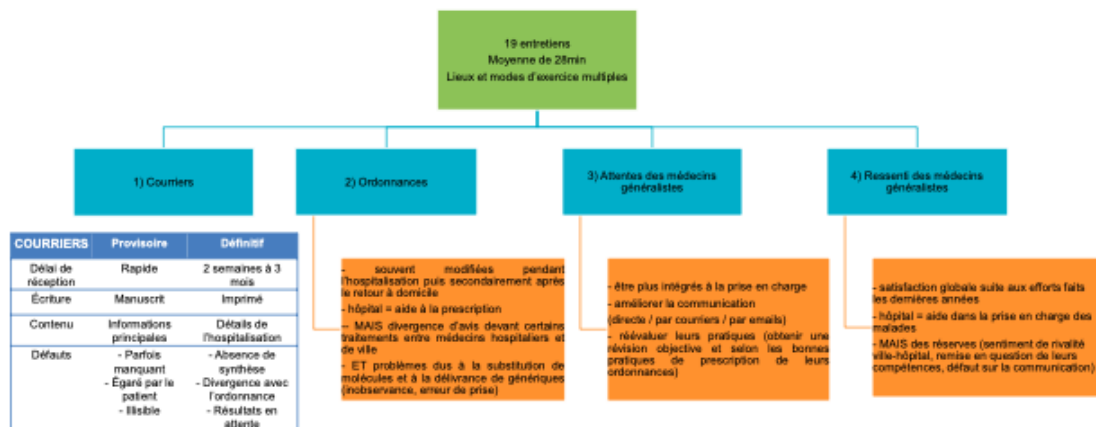 19 entretiens
Moyenne de 28min
Lieux et modes d'exercice multiples
1) Courriers
2) Ordonnances
3) Attentes des médecins
généralistes
4) Ressenti des médecins
généralistes
COURRIERS Provisoire Définitif
Délai de réception Rapide 2 semaines à 3 mois
Écriture Manuscrit Imprimé
Contenu Informations principales Détails de l'hospitalisation
Défauts - Parfois manquant - Absence de synthèse
- Égaré par le patient - Divergence avec l'ordonnance
- Illisible - Résultats en attente
- souvent modifiées pendant
l'hospitalisation puis secondairement après
le retour à domicile
- hôpital = aide à la prescription
– MAIS divergence d'avis devant certains
traitements entre médecins hospitaliers et
de ville
- ET problèmes dus à la substitution de
molécules et à la délivrance de génériques
(inobservance, erreur de prise)
- être plus intégrés à la prise en charge
- améliorer la communication
(directe / par courriers / par emails)
- réévaluer leurs pratiques (obtenir une
révision objective et selon les bonnes
pratiques de prescription de leurs
ordonnances)
- satisfaction globale suite aux efforts faits
les dernières années
- hôpital = aide dans la prise en charge des
malades
- MAIS des réserves (sentiment de rivalité
ville-hôpital, remise en question de leurs
compétences, défaut sur la communication)